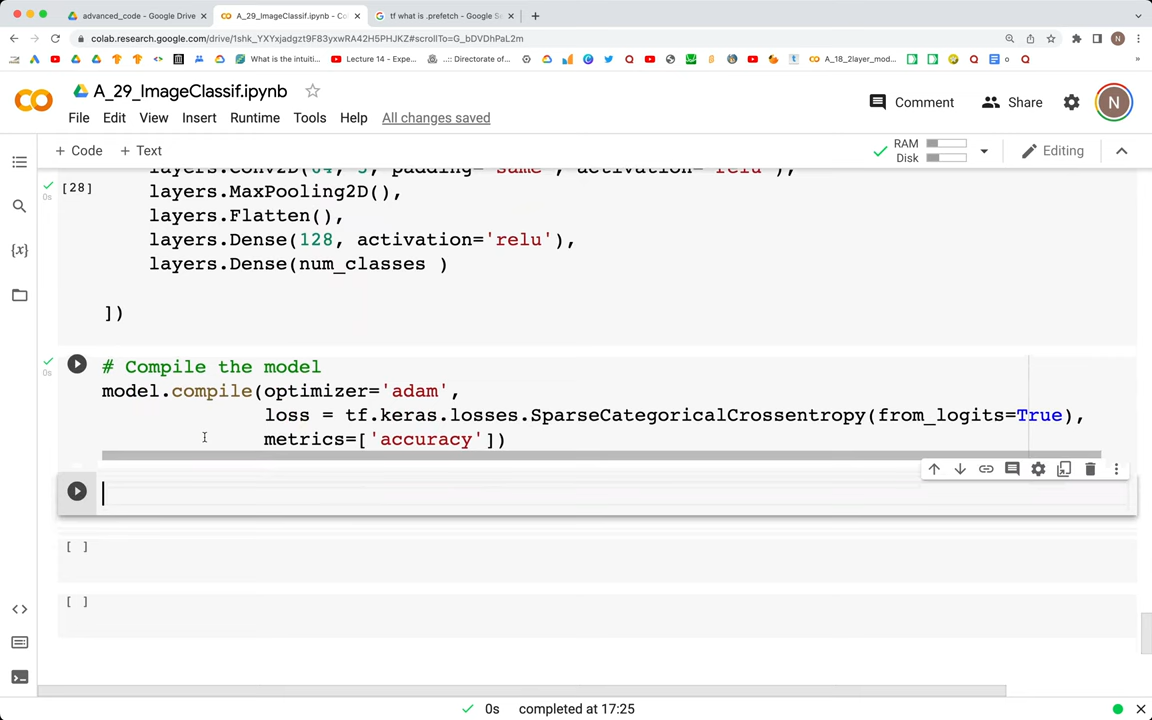 advanced_code - Google Drive
A_29_ImageClassif.ipynb - Co
tf what is .prefetch - Google S
colab.research.google.com/drive/1shk_YXYxjadgzt9F83yxwRA42H5PHJKZ#scrollTo=G_bDVDhPaL2m
What is the intuiti...
Lecture 14 - Expe...
..:: Directorate of...
A_18_2layer_mod...
A_29_ImageClassif.ipynb
Comment
Share
N
File Edit View Insert Runtime Tools Help All changes saved
+ Code + Text
RAM
Disk
Editing
layers.Conv2D(64, 3, padding='same', activation='relu'),
[28]
0s
layers.MaxPooling2D(),
layers.Flatten(),
layers.Dense(128, activation='relu'),
layers.Dense(num_classes )
])
0s
# Compile the model
model.compile(optimizer='adam',
loss = tf.keras.losses.SparseCategoricalCrossentropy(from_logits=True),
metrics=['accuracy'])
[ ]
[ ]
0s completed at 17:25